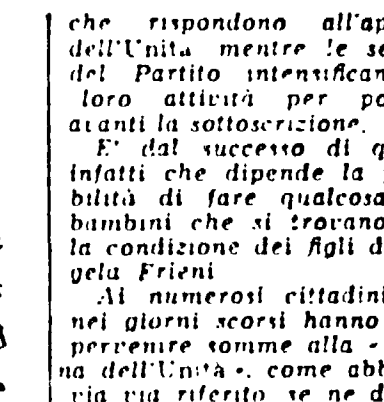 che rispondono all'ap
dell'Unità mentre le se
del Partito intensifican
loro attività per po
avanti la sottoscrizione.
E' dal successo di q
infatti che dipende la
bilità di fare qualcosa
bambini che si trovano
la condizione dei figli d
gela Frieni
Ai numerosi cittadini
nei giorni scorsi hanno
pervenire somme alla «
na dell'Unità», come abb
via via riferito se ne d